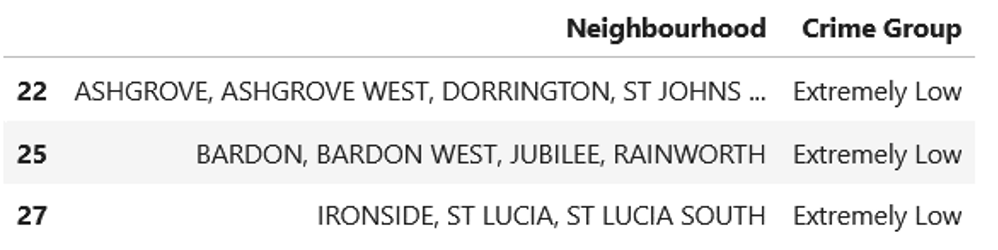 Neighbourhood Crime Group
22 ASHGROVE, ASHGROVE WEST, DORRINGTON, ST JOHNS ... Extremely Low
25 BARDON, BARDON WEST, JUBILEE, RAINWORTH Extremely Low
27 IRONSIDE, ST LUCIA, ST LUCIA SOUTH Extremely Low